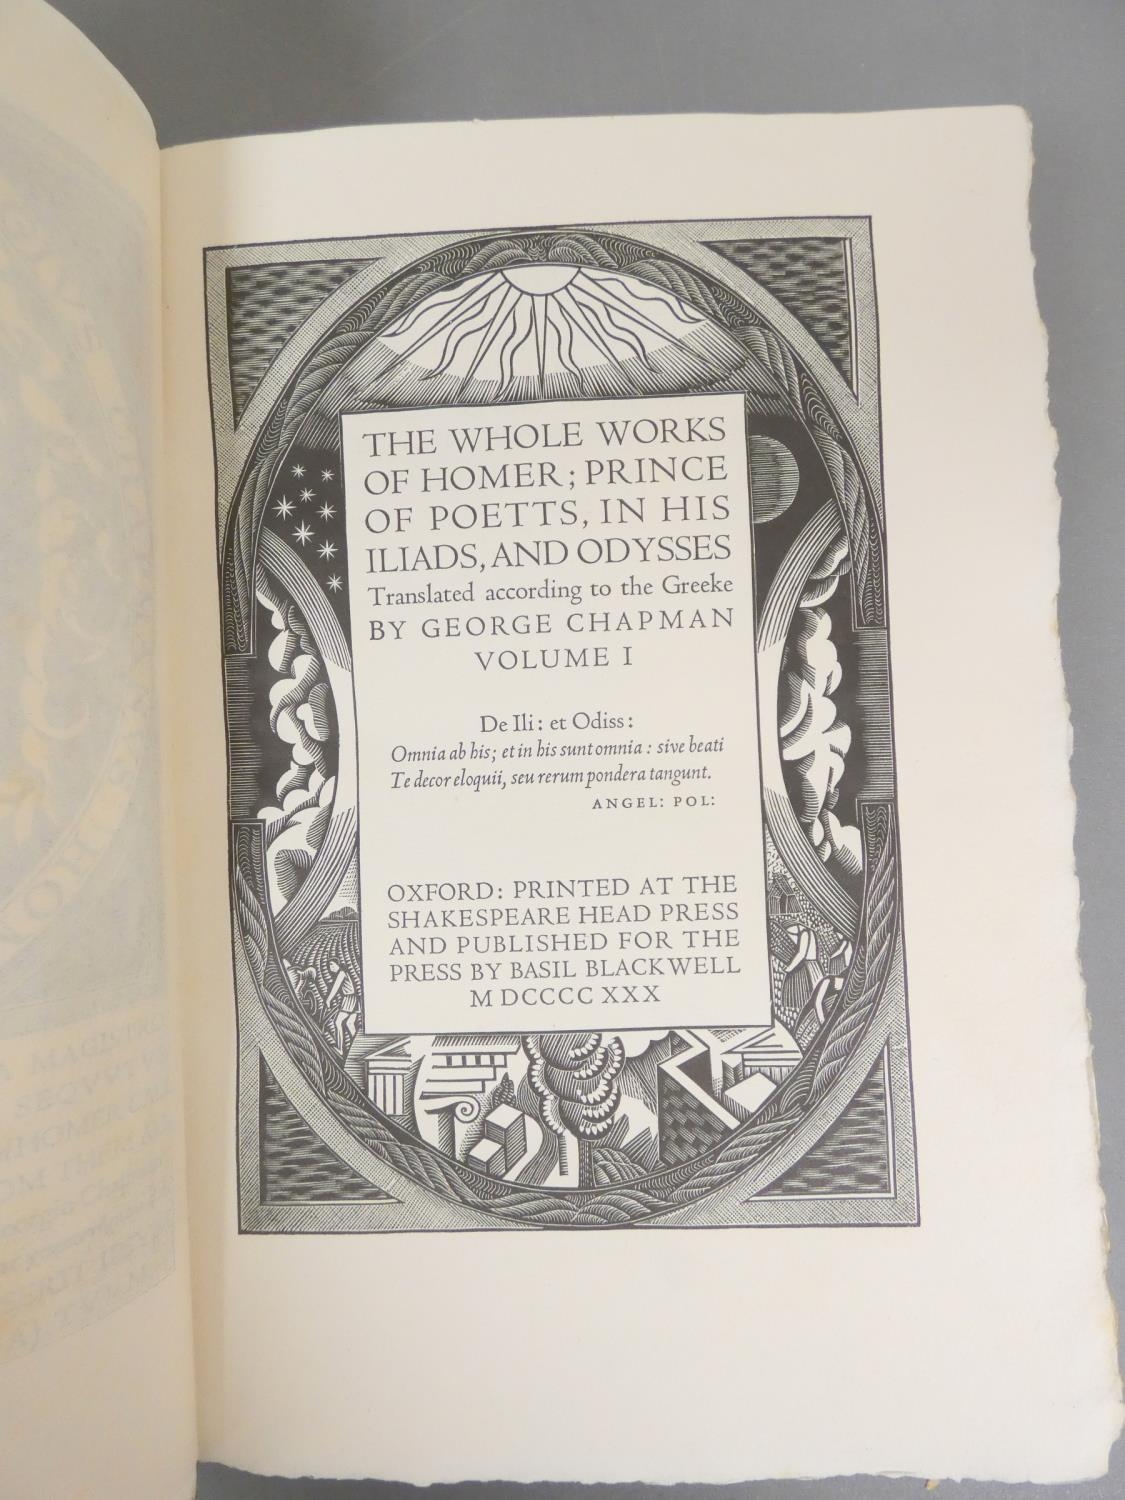 THE WHOLE WORKS
OF HOMER; PRINCE
OF POETTS, IN HIS
ILIADS, AND ODYSSES
Translated according to the Greeke
BY GEORGE CHAPMAN
VOLUME I
De Ili: et Odiss:
Omnia ab his; et in his sunt omnia: sive beati
Te decor eloquii, seu rerum pondera tangunt.
ANGEL: POL:
OXFORD: PRINTED AT THE
SHAKESPEARE HEAD PRESS
AND PUBLISHED FOR THE
PRESS BY BASIL BLACKWELL
M DCCCC XXX
MAGISTRO